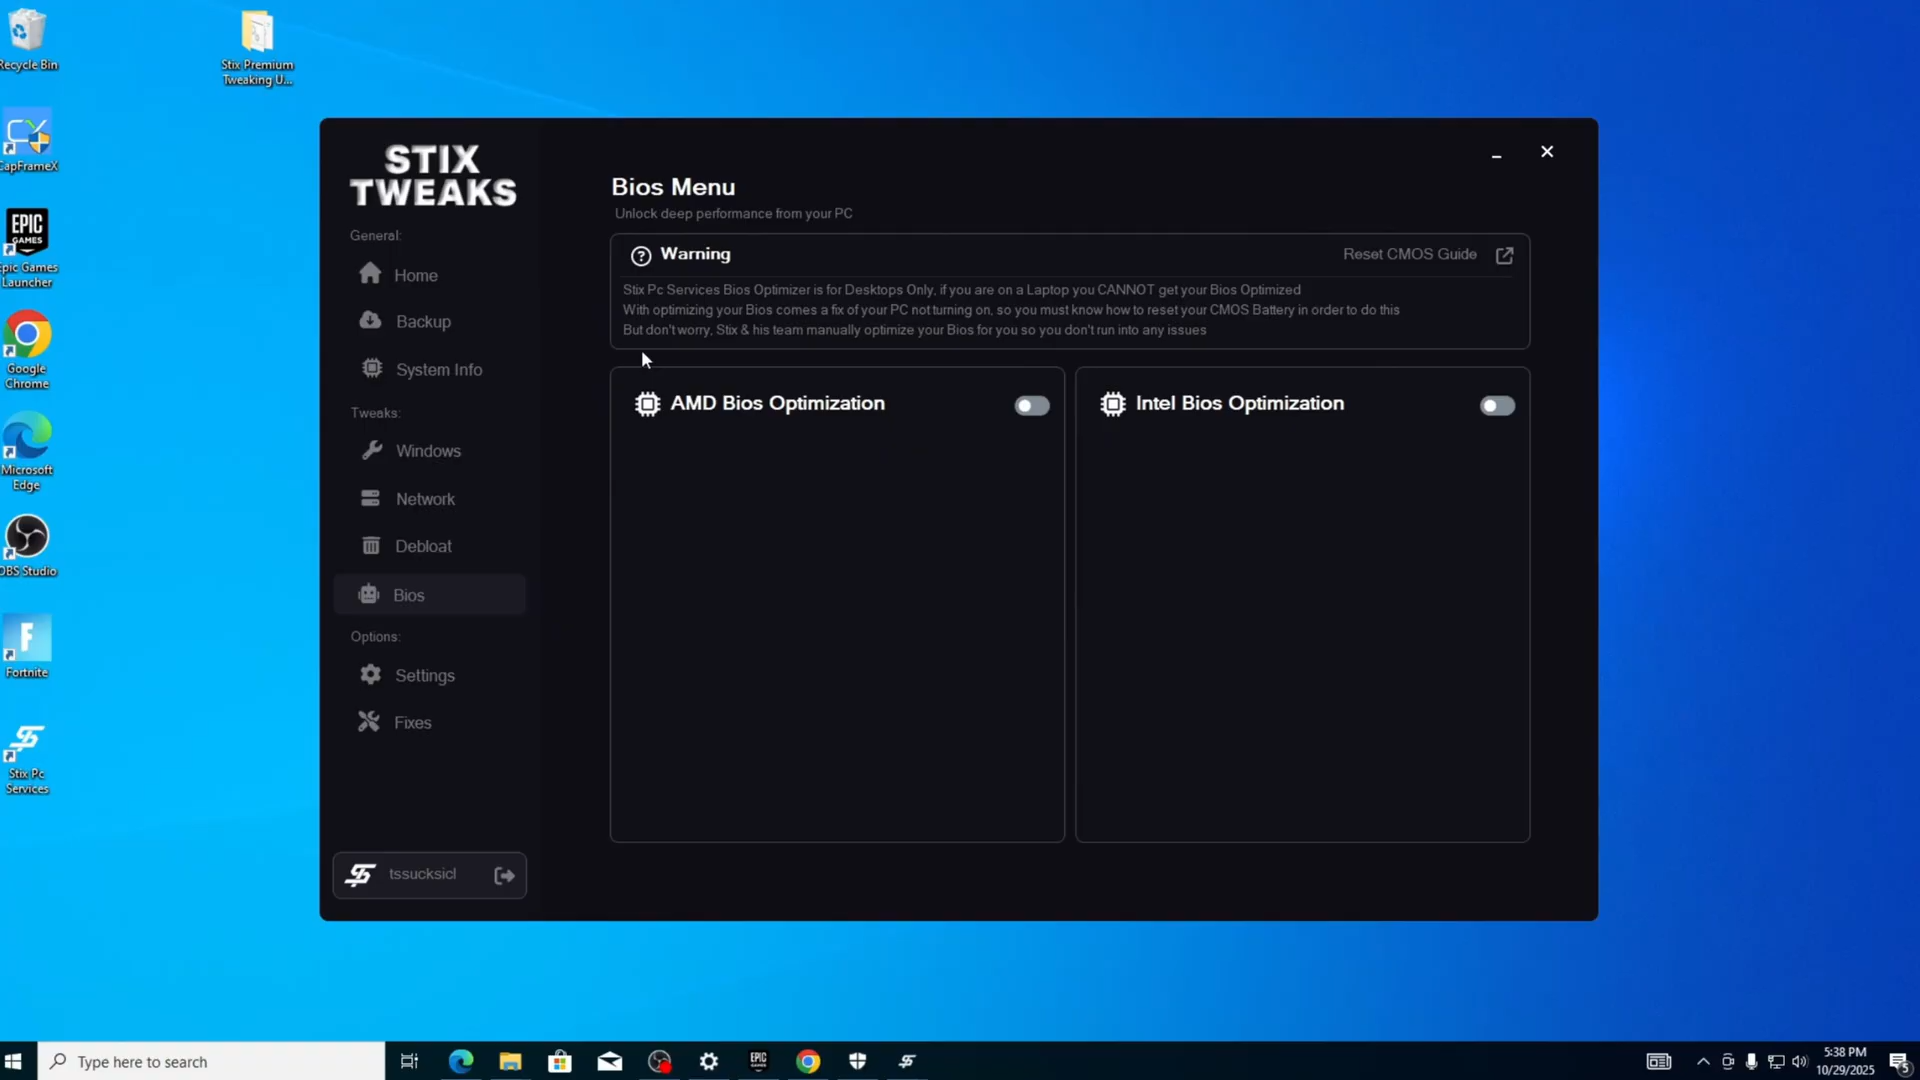 Recycle Bin
Stix Premium
Tweaking U...
CapFrameX
EPIC
GAMES
Epic Games
Launcher
Google
Chrome
Microsoft
Edge
OBS Studio
F
Fortnite
Stix Pc
Services
STIX
TWEAKS
General:
Home
Backup
System Info
Tweaks:
Windows
Network
Debloat
Bios
Options:
Settings
Fixes
tssucksicl
Bios Menu
Unlock deep performance from your PC
Warning
Reset CMOS Guide
Stix Pc Services Bios Optimizer is for Desktops Only, if you are on a Laptop you CANNOT get your Bios Optimized
With optimizing your Bios comes a fix of your PC not turning on, so you must know how to reset your CMOS Battery in order to do this
But don't worry, Stix & his team manually optimize your Bios for you so you don't run into any issues
AMD Bios Optimization
Intel Bios Optimization
Type here to search
EPIC
GAMES
5:38 PM
10/29/2025
5